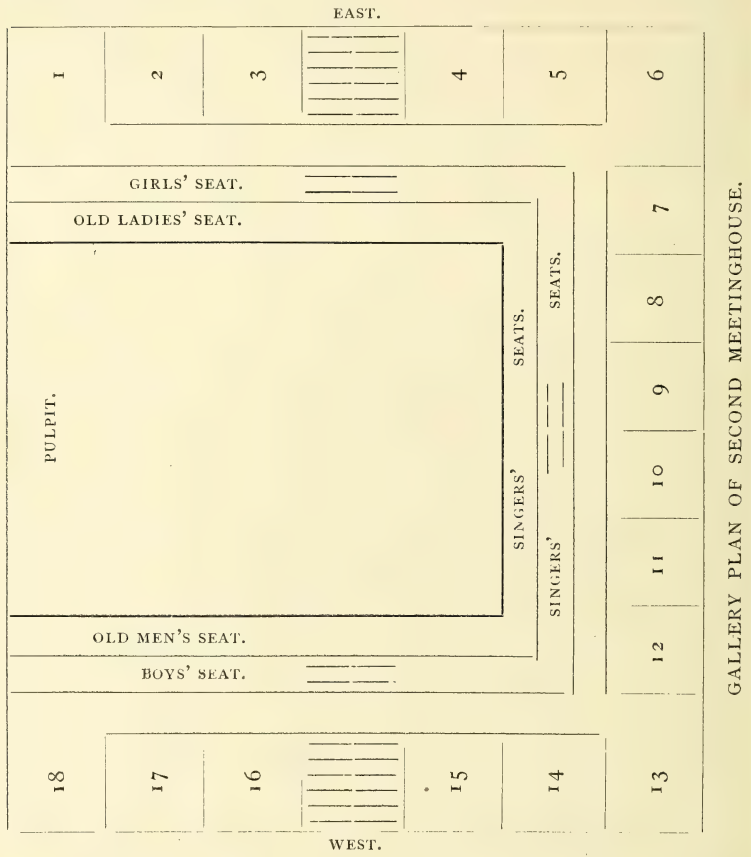 EAST.
1
2
3
4
5
6
GIRLS' SEAT.
OLD LADIES' SEAT.
7
8
9
10
11
12
SINGERS' SEATS.
SINGERS' SEATS.
PULPIT.
OLD MEN'S SEAT.
BOYS' SEAT.
18
17
16
15
14
13
WEST.
GALLERY PLAN OF SECOND MEETINGHOUSE.